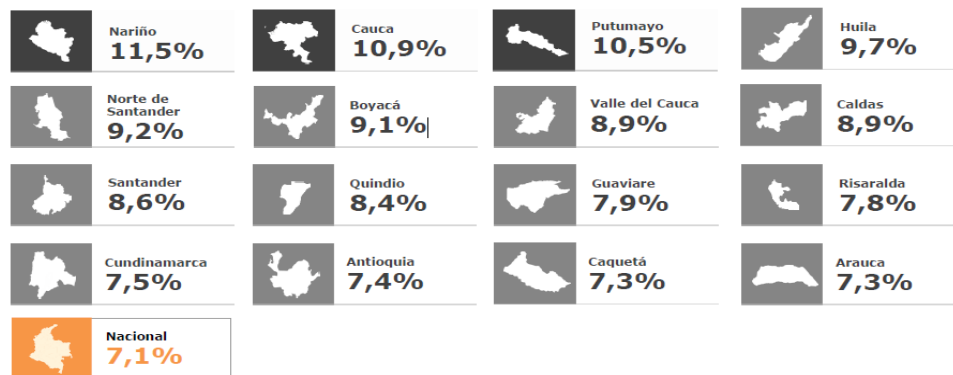 Nariño
11,5%
Cauca
10,9%
Putumayo
10,5%
Huila
9,7%
Norte de
Santander
9,2%
Boyacá
9,1%
Valle del Cauca
8,9%
Caldas
8,9%
Santander
8,6%
Quindio
8,4%
Guaviare
7,9%
Risaralda
7,8%
Cundinamarca
7,5%
Antioquia
7,4%
Caquetá
7,3%
Arauca
7,3%
Nacional
7,1%